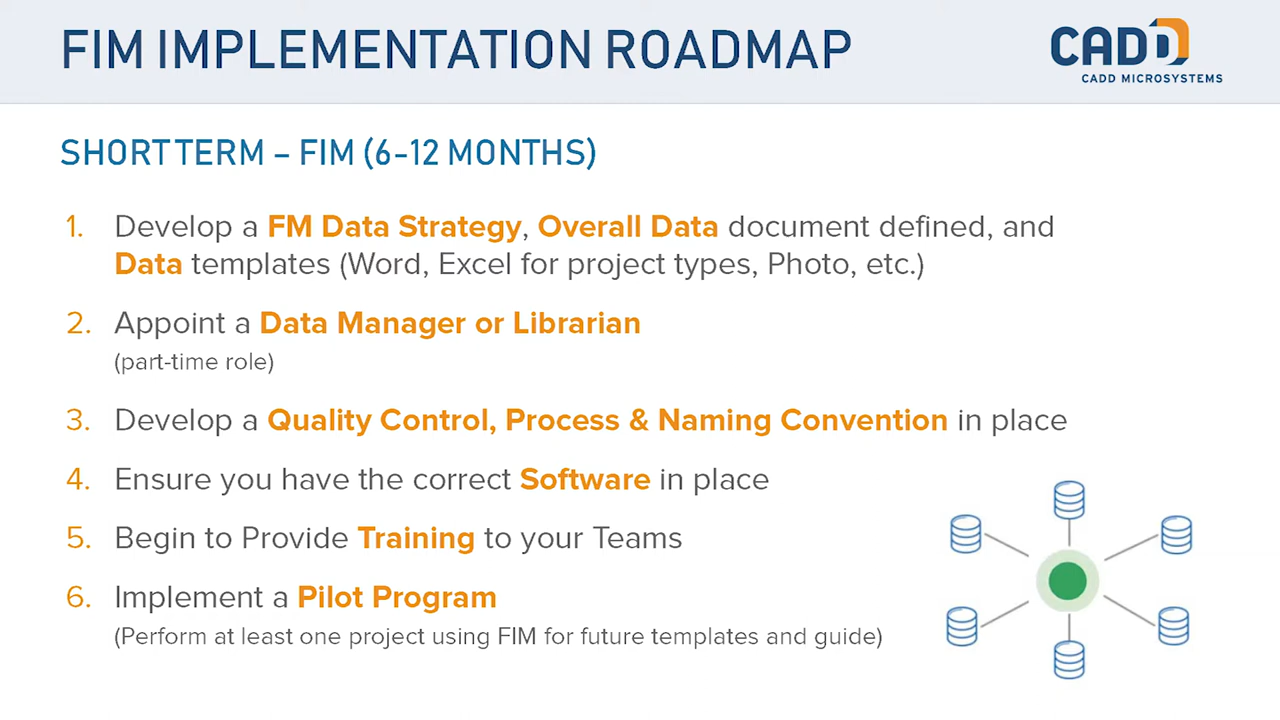 FIM IMPLEMENTATION ROADMAP
CADD
CADD MICROSYSTEMS
SHORT TERM – FIM (6-12 MONTHS)
1. Develop a FM Data Strategy, Overall Data document defined, and
Data templates (Word, Excel for project types, Photo, etc.)
2. Appoint a Data Manager or Librarian
(part-time role)
3. Develop a Quality Control, Process & Naming Convention in place
4. Ensure you have the correct Software in place
5. Begin to Provide Training to your Teams
6. Implement a Pilot Program
(Perform at least one project using FIM for future templates and guide)